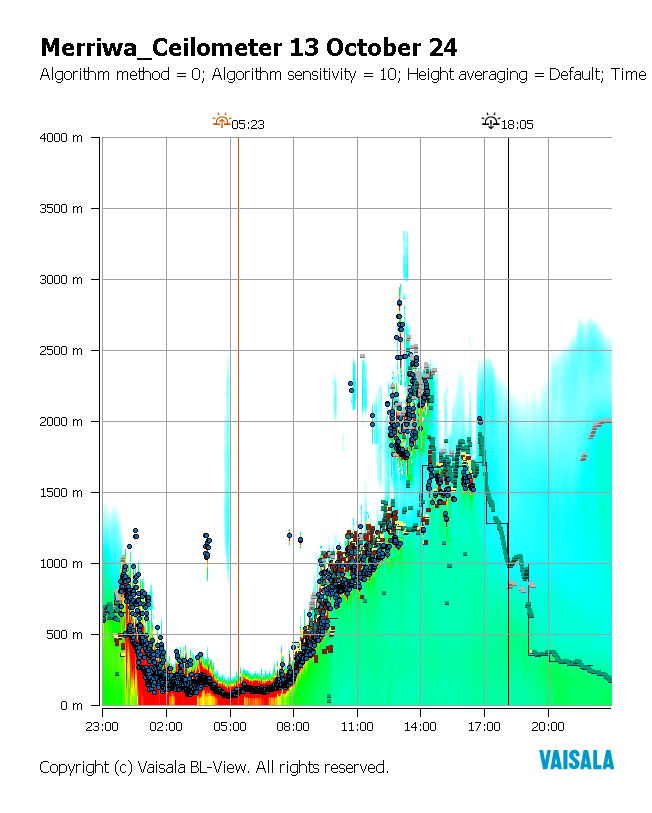 Merriwa_Ceilometer 13 October 24
Algorithm method = 0; Algorithm sensitivity = 10; Height averaging = Default; Time
05:23 18:05
4000 m
3500 m
3000 m
2500 m
2000 m
1500 m
1000 m
500 m
0 m
23:00 02:00 05:00 08:00 11:00 14:00 17:00 20:00
Copyright (c) Vaisala BL-View. All rights reserved.
VAISALA